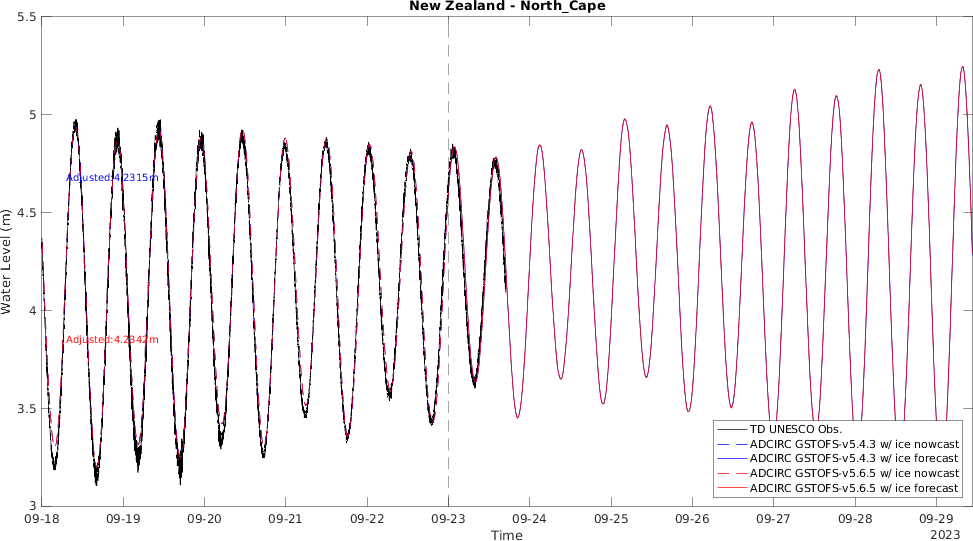 New Zealand - North_Cape
5.5
5
4.5
4
3.5
3
Water Level (m)
Adjusted:4.2315m
Adjusted:4.2342m
TD UNESCO Obs.
ADCIRC GSTOFS-v5.4.3 w/ ice nowcast
ADCIRC GSTOFS-v5.4.3 w/ ice forecast
ADCIRC GSTOFS-v5.6.5 w/ ice nowcast
ADCIRC GSTOFS-v5.6.5 w/ ice forecast
09-18 09-19 09-20 09-21 09-22 09-23 09-24 09-25 09-26 09-27 09-28 09-29
Time
2023